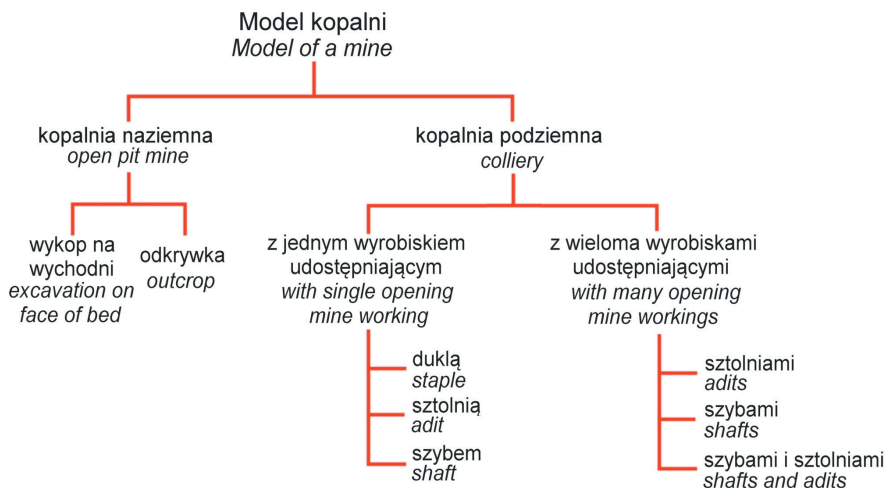 Model kopalni
Model of a mine
kopalnia naziemna
open pit mine
kopalnia podziemna
colliery
wykop na
wychodni
excavation on
face of bed
odkrywka
outcrop
z jednym wyrobiskiem
udostępniającym
with single opening
mine working
z wieloma wyrobiskami
udostępniającymi
with many opening
mine workings
duklą
staple
sztolnią
adit
szybem
shaft
sztolniami
adits
szybami
shafts
szybami i sztolniami
shafts and adits